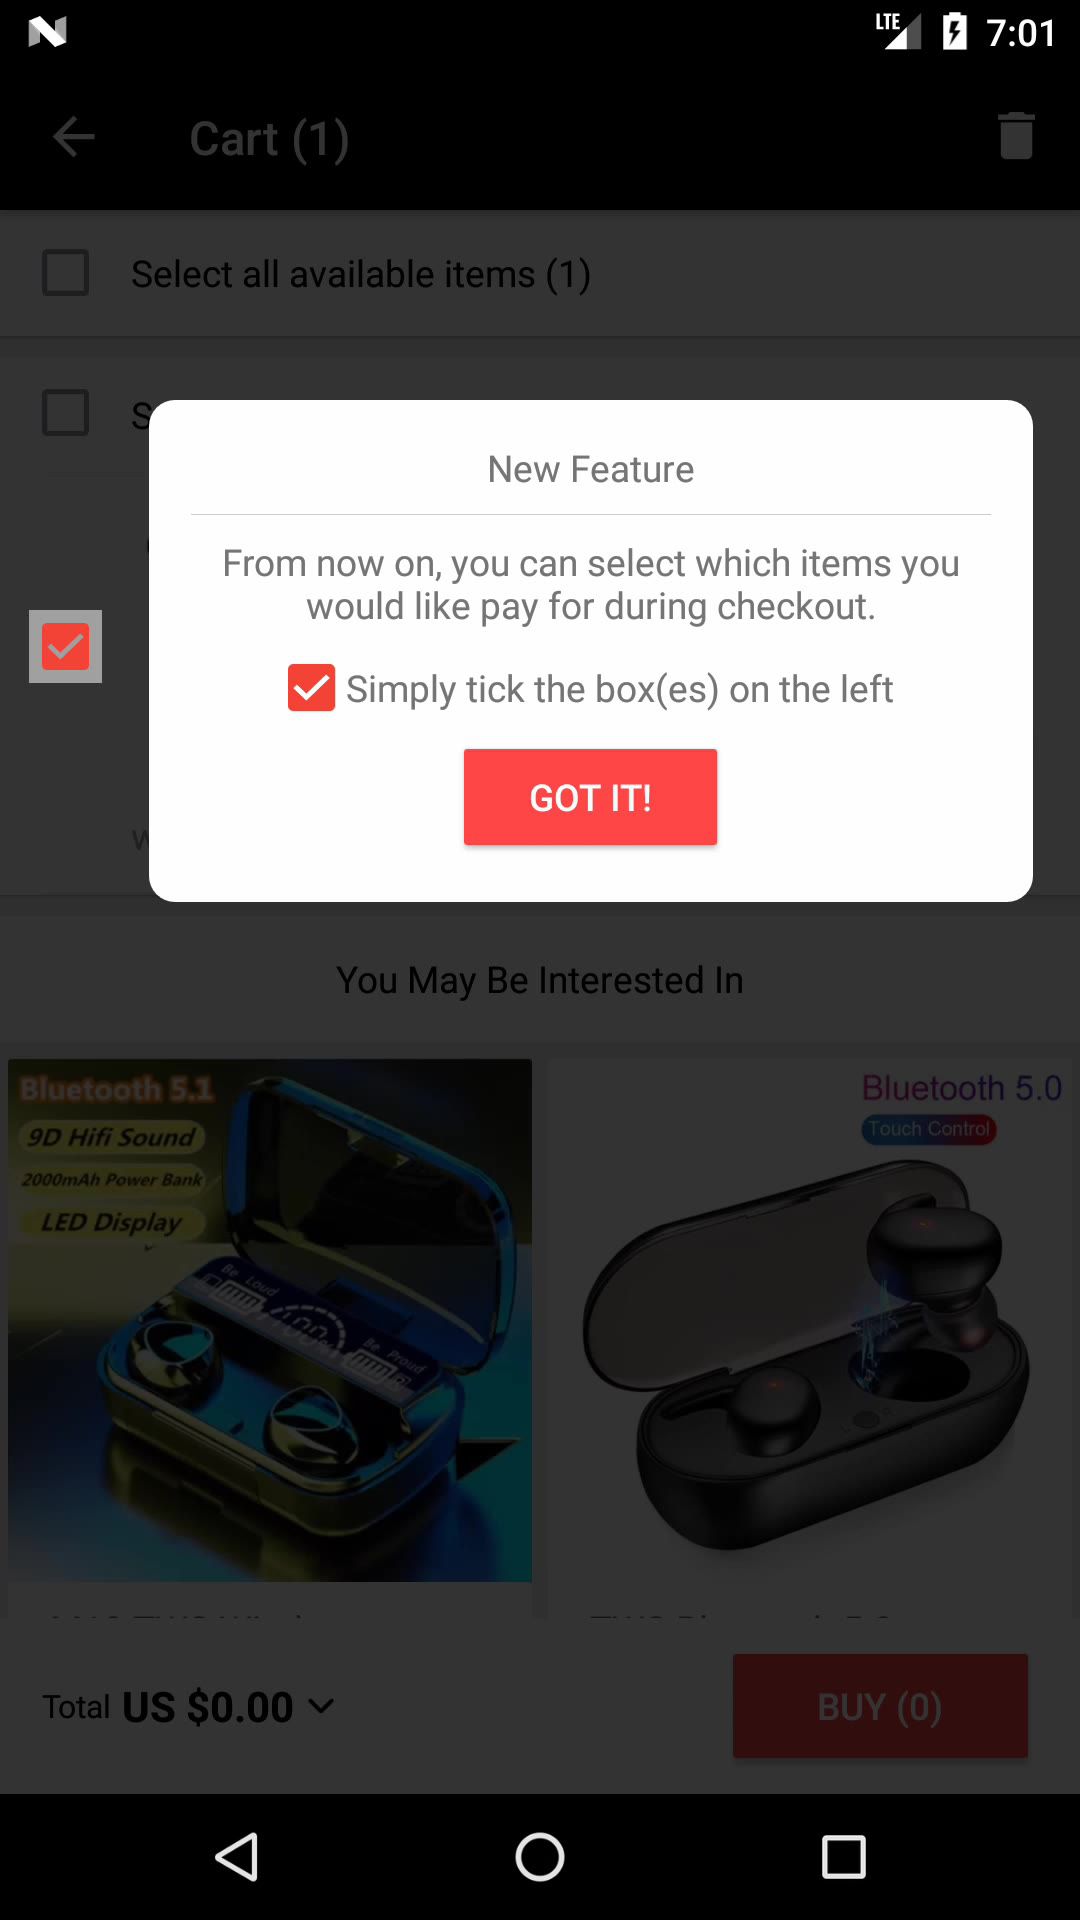 LTE 7:01
Cart (1)
Select all available items (1)
S
New Feature
From now on, you can select which items you
would like pay for during checkout.
Simply tick the box(es) on the left
GOT IT!
You May Be Interested In
Bluetooth 5.1
9D Hifi Sound
2000mAh Power Bank
LED Display
Be Loud
Be Proud
Bluetooth 5.0
Touch Control
Total US $0.00
BUY (0)